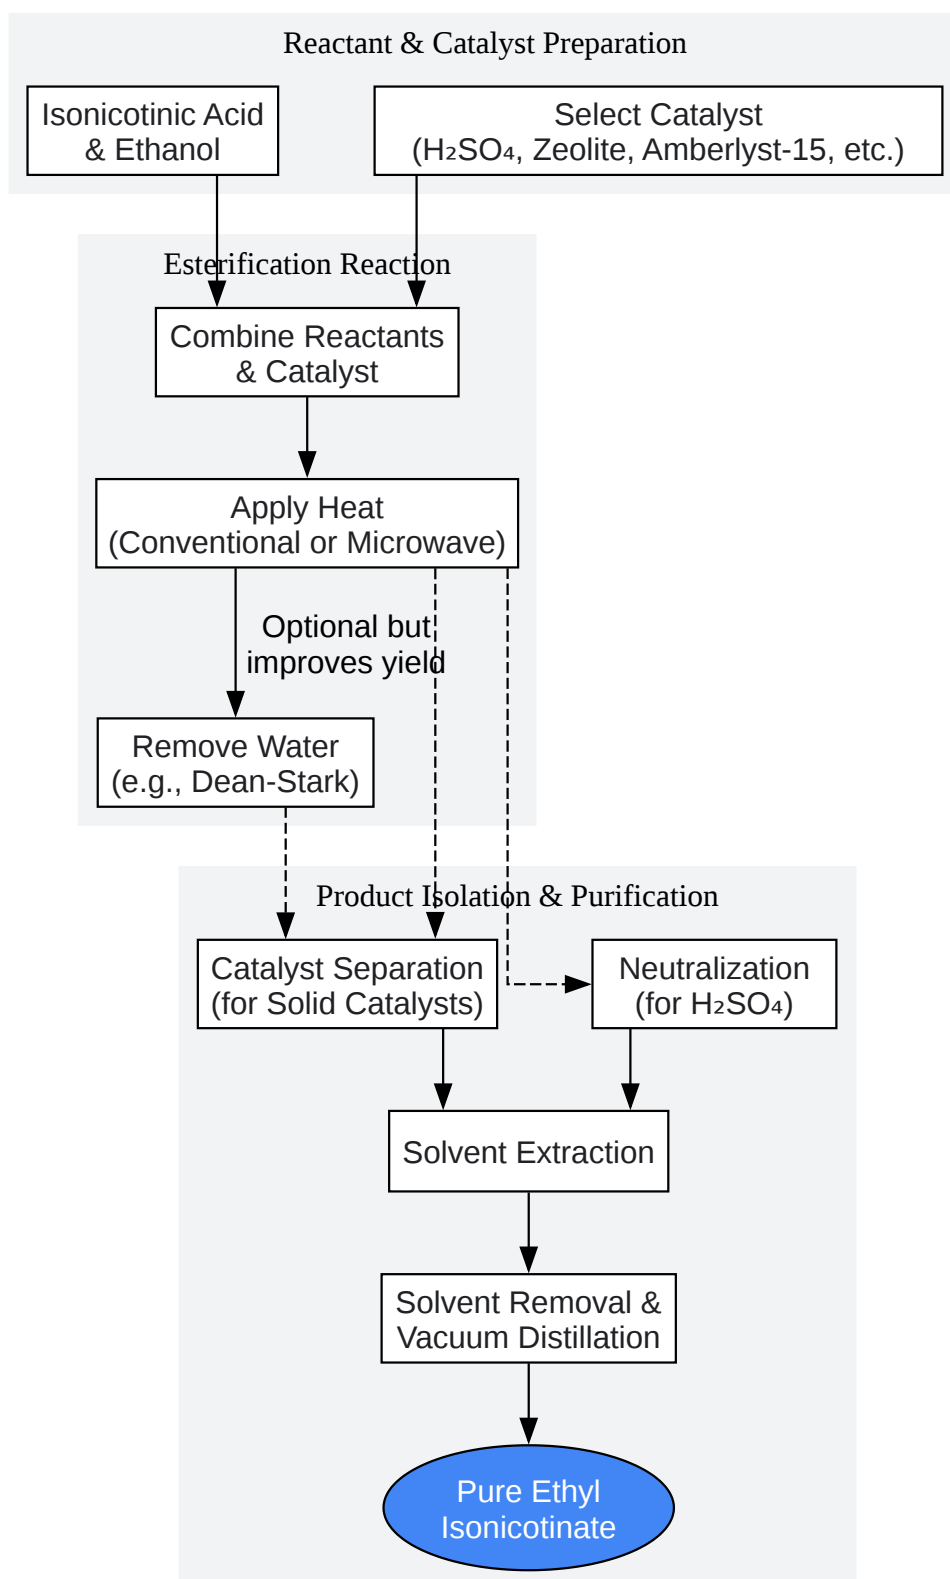 Reactant & Catalyst Preparation
Isonicotinic Acid
& Ethanol
Select Catalyst
(H₂SO₄, Zeolite, Amberlyst-15, etc.)
Esterification Reaction
Combine Reactants
& Catalyst
Apply Heat
(Conventional or Microwave)
Optional but
improves yield
Remove Water
(e.g., Dean-Stark)
Product Isolation & Purification
Catalyst Separation
(for Solid Catalysts)
Neutralization
(for H₂SO₄)
Solvent Extraction
Solvent Removal &
Vacuum Distillation
Pure Ethyl
Isonicotinate